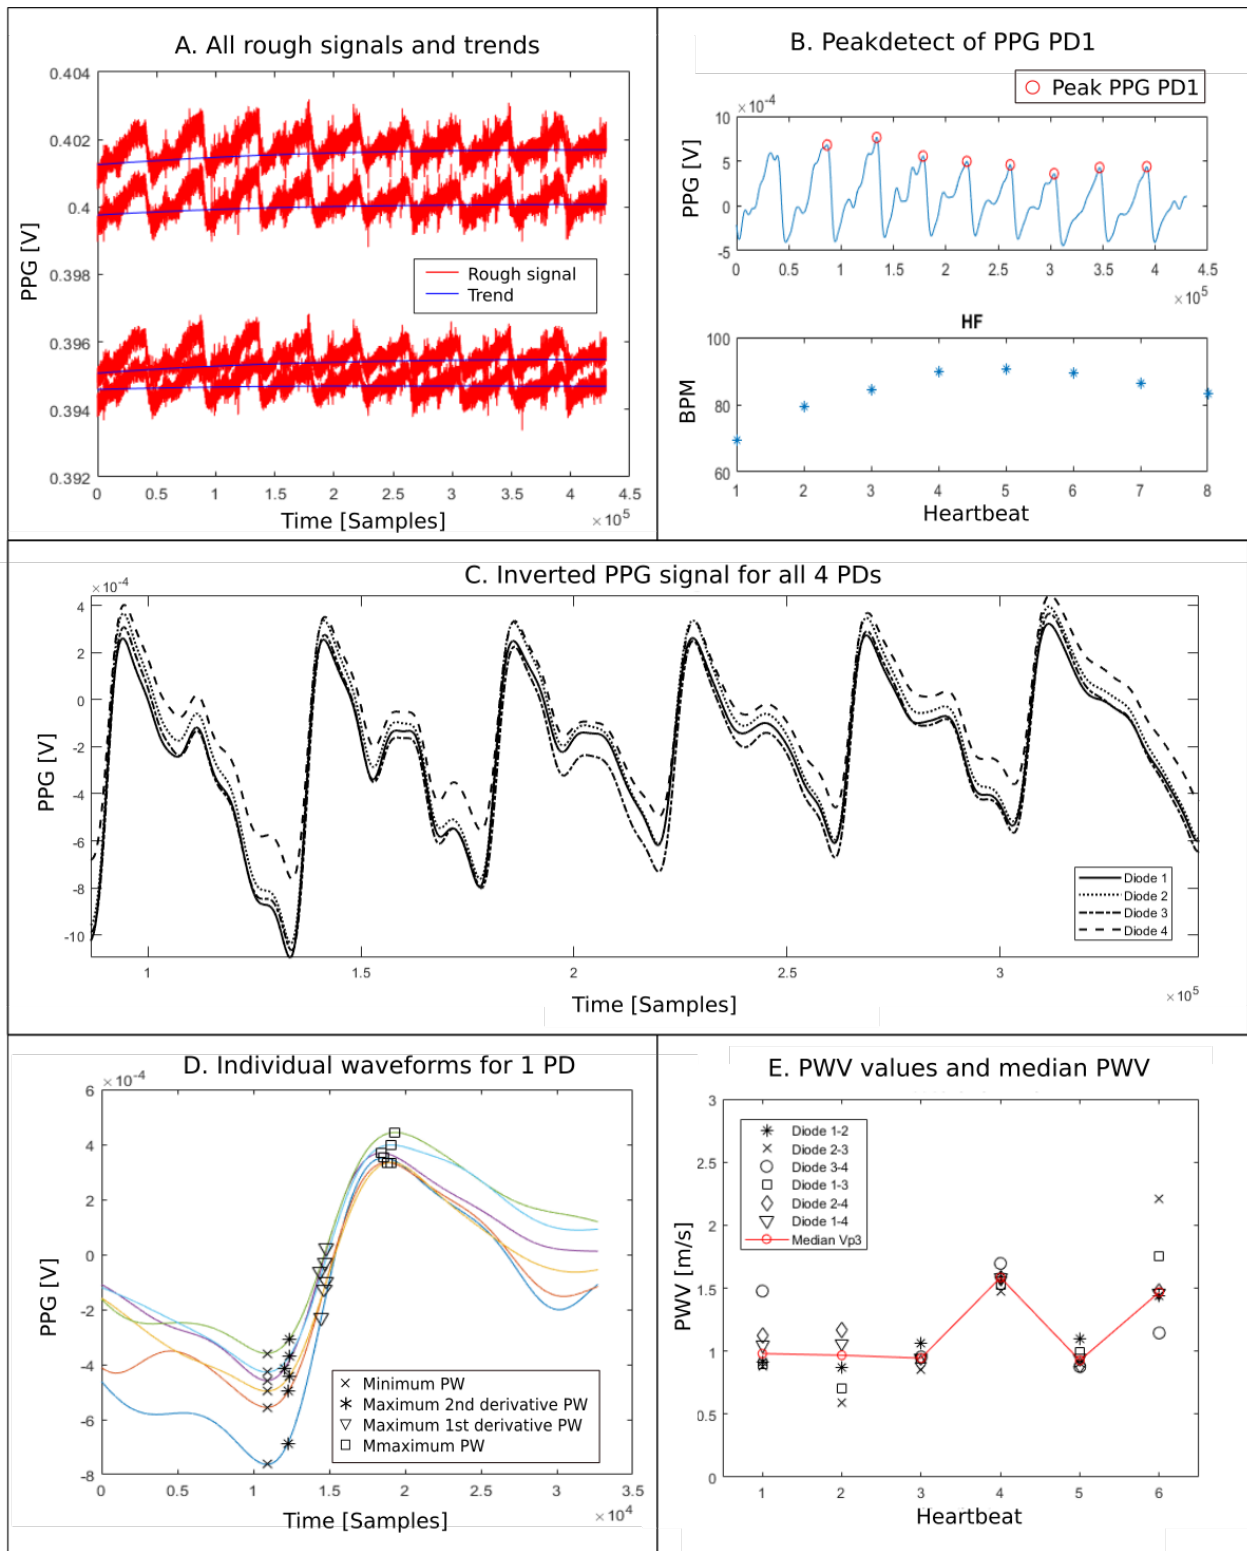 A. All rough signals and trends
0.404
0.402
0.4
0.398
0.396
0.394
0.392
PPG [V]
Rough signal
Trend
0 0.5 1 1.5 2 2.5 3 3.5 4 4.5
×10⁵
Time [Samples]
B. Peakdetect of PPG PD1
Peak PPG PD1
×10⁻⁴
10
5
0
-5
PPG [V]
0 0.5 1 1.5 2 2.5 3 3.5 4 4.5
×10⁵
HF
100
80
60
BPM
1 2 3 4 5 6 7 8
Heartbeat
C. Inverted PPG signal for all 4 PDs
×10⁻⁴
4
2
0
-2
-4
-6
-8
-10
PPG [V]
Diode 1
Diode 2
Diode 3
Diode 4
1 1.5 2 2.5 3
×10⁵
Time [Samples]
D. Individual waveforms for 1 PD
×10⁻⁴
6
4
2
0
-2
-4
-6
-8
PPG [V]
Minimum PW
Maximum 2nd derivative PW
Maximum 1st derivative PW
Mmaximum PW
0 0.5 1 1.5 2 2.5 3 3.5
×10⁴
Time [Samples]
E. PWV values and median PWV
3
2.5
2
1.5
1
0.5
0
PWV [m/s]
Diode 1-2
Diode 2-3
Diode 3-4
Diode 1-3
Diode 2-4
Diode 1-4
Median Vp3
1 2 3 4 5 6
Heartbeat